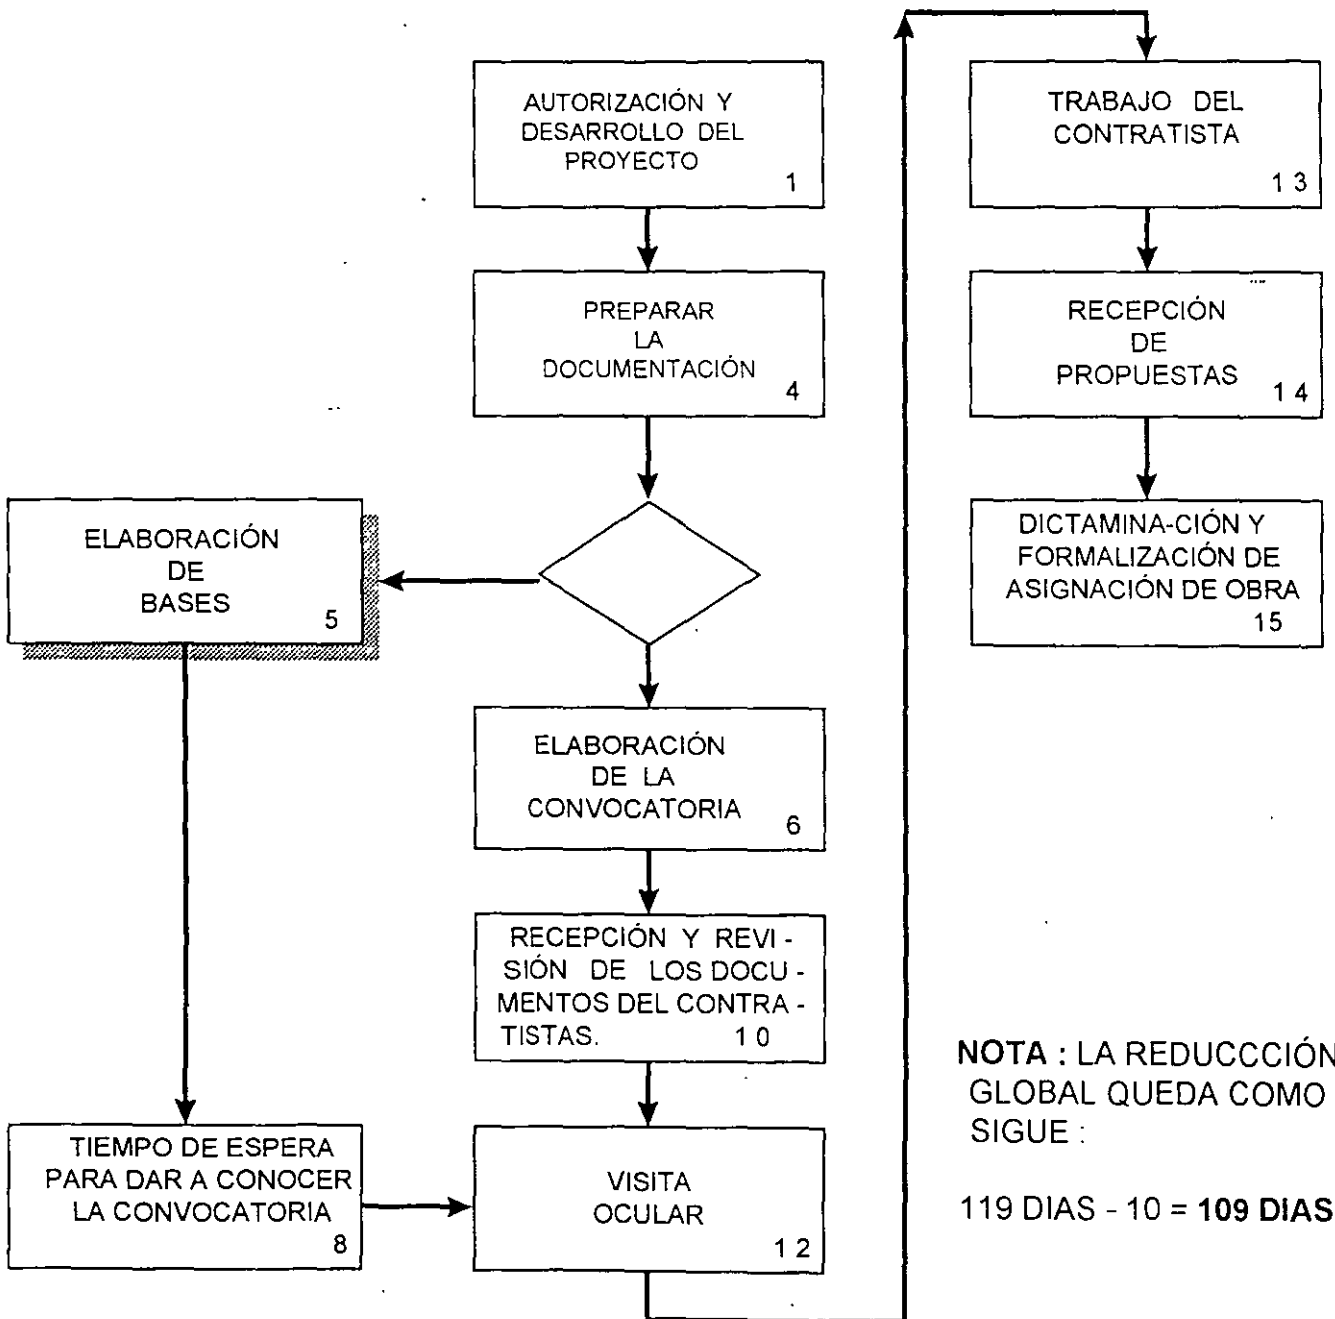 AUTORIZACIÓN Y
DESARROLLO DEL
PROYECTO
1
PREPARAR
LA
DOCUMENTACIÓN
4
ELABORACIÓN
DE
BASES
5
ELABORACIÓN
DE LA
CONVOCATORIA
6
RECEPCIÓN Y REVI -
SIÓN DE LOS DOCU -
MENTOS DEL CONTRA -
TISTAS. 1 0
TIEMPO DE ESPERA
PARA DAR A CONOCER
LA CONVOCATORIA
8
VISITA
OCULAR
1 2
TRABAJO DEL
CONTRATISTA
1 3
RECEPCIÓN
DE
PROPUESTAS
1 4
DICTAMINA-CIÓN Y
FORMALIZACIÓN DE
ASIGNACIÓN DE OBRA
15
NOTA : LA REDUCCCIÓN
GLOBAL QUEDA COMO
SIGUE :
119 DIAS - 10 = 109 DIAS